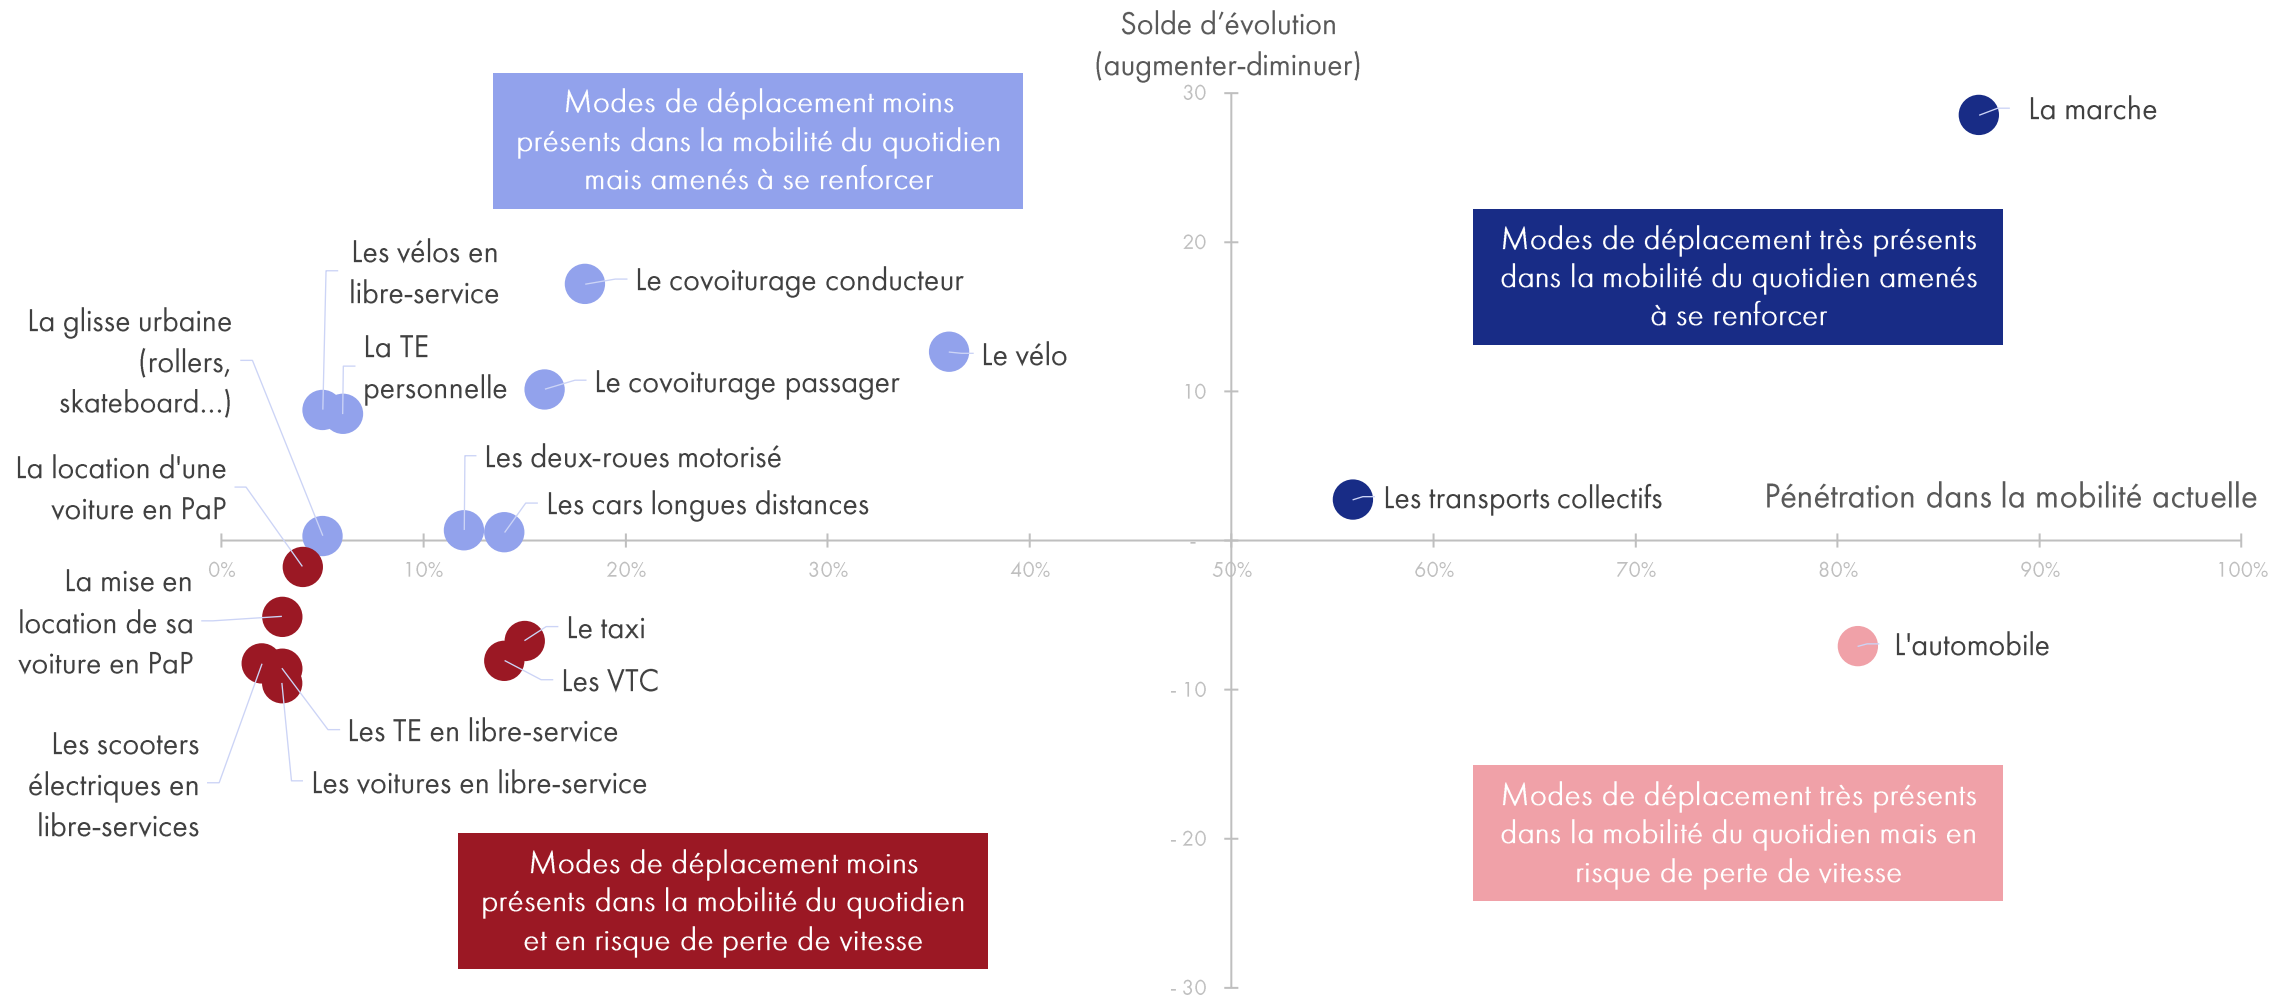 Solde d’évolution
(augmenter-diminuer)
Modes de déplacement moins
présents dans la mobilité du quotidien
mais amenés à se renforcer
30
La marche
Modes de déplacement très présents
dans la mobilité du quotidien amenés
à se renforcer
20
Les vélos en
libre-service
Le covoiturage conducteur
La glisse urbaine
(rollers,
skateboard...)
La TE
personnelle
Le covoiturage passager
Le vélo
10
La location d'une
voiture en PaP
Les deux-roues motorisé
Les cars longues distances
Les transports collectifs
Pénétration dans la mobilité actuelle
-
0%
10%
20%
30%
40%
50%
60%
70%
80%
90%
100%
La mise en
location de sa
voiture en PaP
Le taxi
Les VTC
L'automobile
- 10
Les TE en libre-service
Les scooters
électriques en
libre-services
Les voitures en libre-service
- 20
Modes de déplacement très présents
dans la mobilité du quotidien mais en
risque de perte de vitesse
Modes de déplacement moins
présents dans la mobilité du quotidien
et en risque de perte de vitesse
- 30